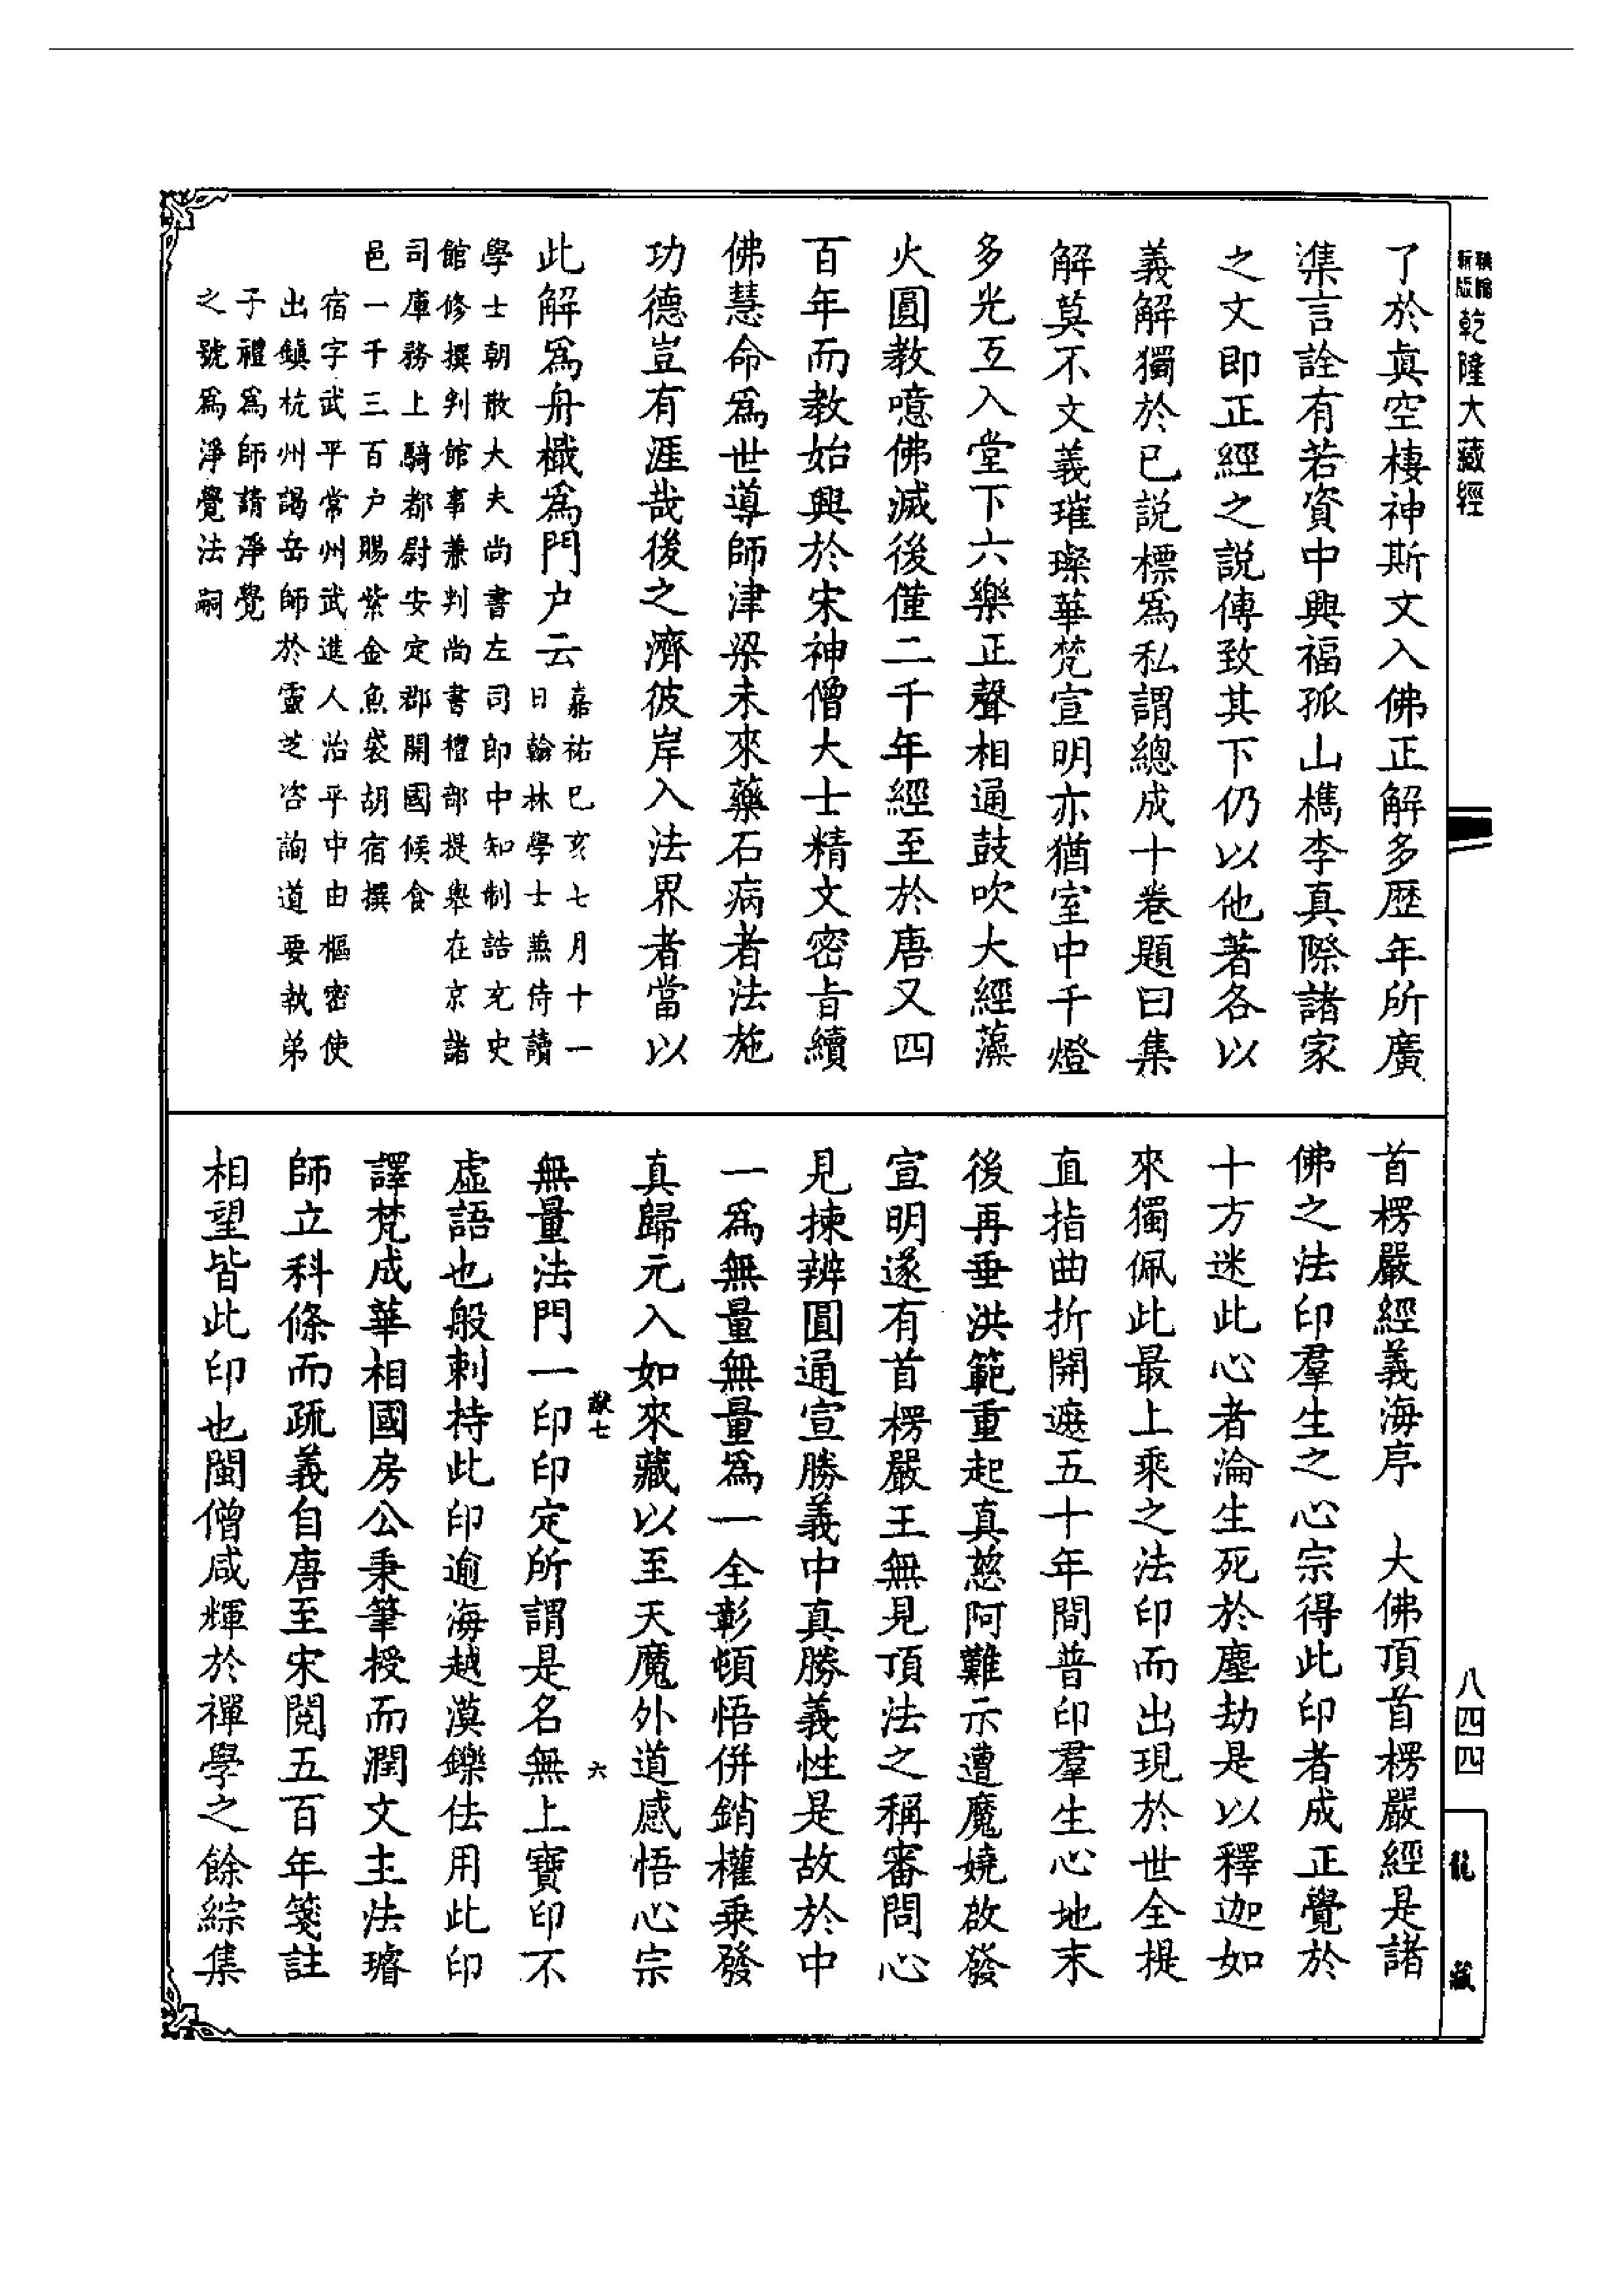 乾隆大藏經
了於真空棲神斯文入佛正解多歷年所廣
集言詮有若資中興福孤山檇李真際諸家
之文即正經之說傳致其下仍以他著各以
義解獨於已說標爲私謂總成十卷題曰集
解莫不文義璀璨華梵宣明亦猶室中千燈
多光互入堂下六樂正聲相通鼓吹大經藻
火圓教噫佛滅後僅二千年經至於唐又四
百年而教始興於宋神僧大士精文密旨續
佛慧命爲世導師津梁未來藥石病者法施
功德豈有涯哉後之濟彼岸入法界者當以
此解爲舟檝爲門户云
嘉祐已亥七月十一
日翰林學士兼侍讀
學士朝散大夫尚書左司郎中知制誥充史
館修撰判館事兼判尚書禮部提舉在京諸
司庫務上騎都尉安定郡開國候食
邑一千三百户賜紫金魚袋胡宿撰
宿字武平常州武進人治平中由樞密使
出鎮杭州謁岳師於靈芝咨詢道要執弟
子禮爲師請淨覺
之號爲淨覺法嗣
首楞嚴經義海序　大佛頂首楞嚴經是諸
佛之法印羣生之心宗得此印者成正覺於
十方迷此心者淪生死於塵劫是以釋迦如
來獨佩此最上乘之法印而出現於世全提
直指曲折開遮五十年間普印羣生心地末
後再垂洪範重起真慈阿難示遭魔嬈故發
宣明遂有首楞嚴王無見頂法之稱審問心
見揀辨圓通宣勝義中真勝義性是故於中
一爲無量無量爲一全彰頓悟併銷權乘發
真歸元入如來藏以至天魔外道感悟心宗
七　六
無量法門一印印定所謂是名無上寶印不
虛語也般剌持此印逾海越漠鑠佉用此印
譯梵成華相國房公秉筆授而潤文主法璿
師立科條而疏義自唐至宋閱五百年箋註
相望皆此印也閩僧咸輝於禪學之餘綜集
八四四
龍藏